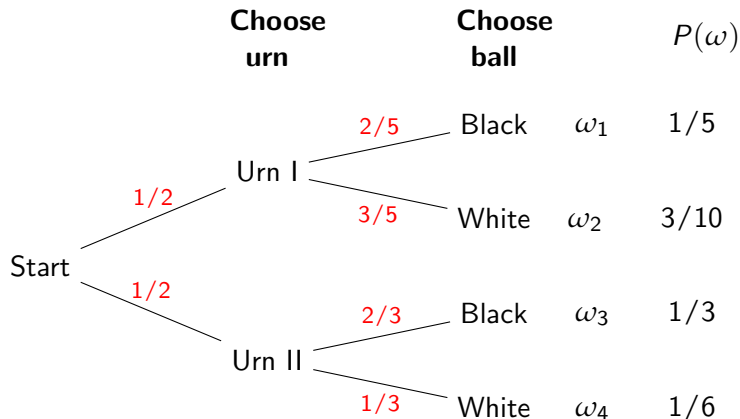 Choose urn
Choose ball
P(ω)
2/5
Black ω₁ 1/5
Urn I
1/2
3/5
White ω₂ 3/10
Start
1/2
2/3
Black ω₃ 1/3
Urn II
1/3
White ω₄ 1/6